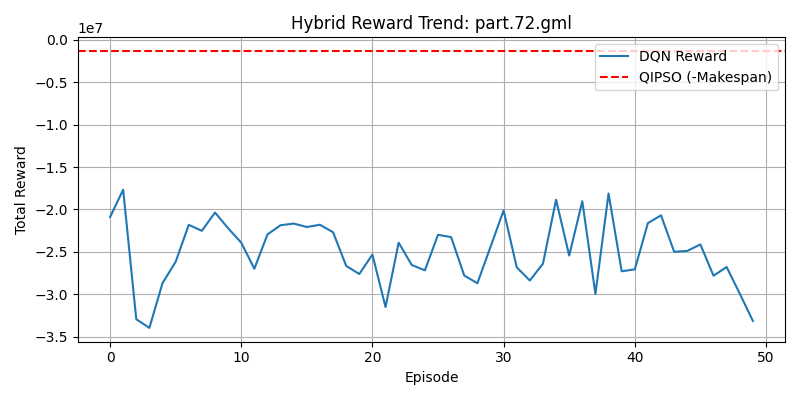 Hybrid Reward Trend: part.72.gml
1e7
0.0
−0.5
−1.0
−1.5
−2.0
−2.5
−3.0
−3.5
Total Reward
DQN Reward
QIPSO (-Makespan)
0 10 20 30 40 50
Episode